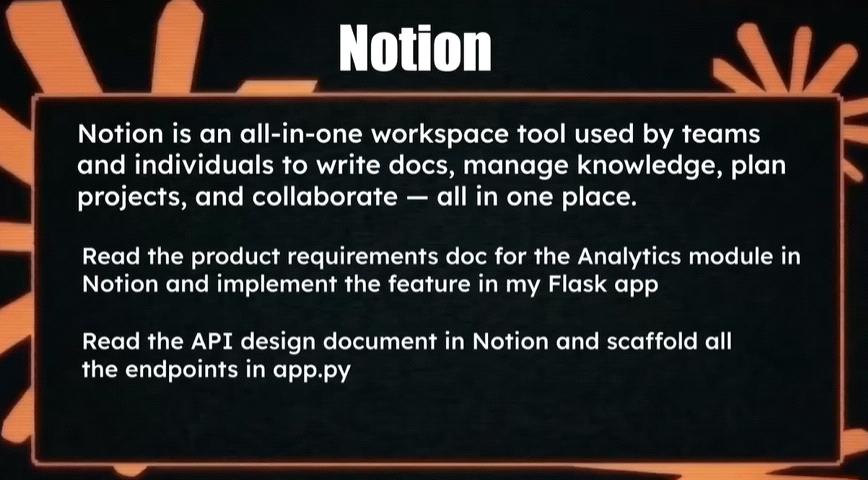 Notion
Notion is an all-in-one workspace tool used by teams
and individuals to write docs, manage knowledge, plan
projects, and collaborate — all in one place.
Read the product requirements doc for the Analytics module in
Notion and implement the feature in my Flask app
Read the API design document in Notion and scaffold all
the endpoints in app.py